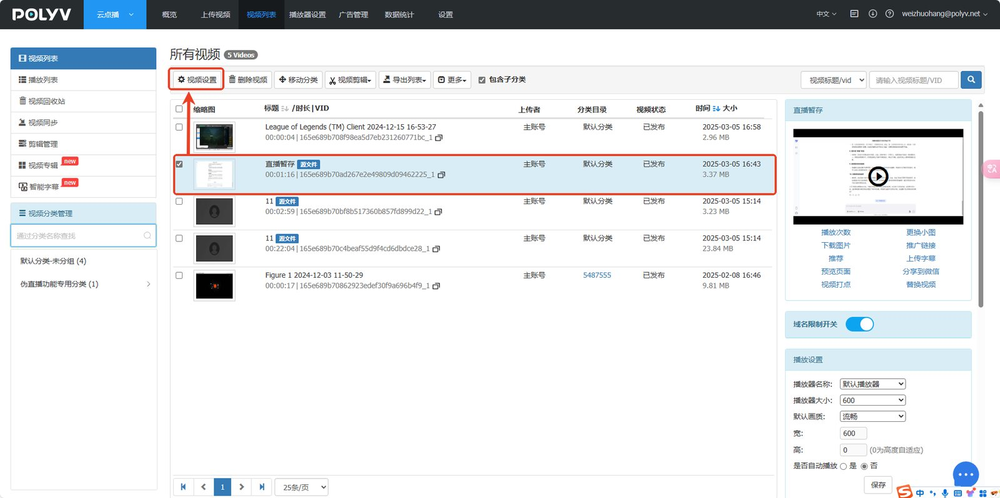 POLYV
云点播
概览
上传视频
视频列表
播放器设置
广告管理
数据统计
设置
中文
weizhuohang@polyv.net
视频列表
播放列表
视频回收站
视频同步
剪辑管理
视频专辑 new
智能字幕 new
视频分类管理
通过分类名称查找
默认分类-未分组 (4)
伪直播功能专用分类 (1)
所有视频 5 Videos
视频设置
删除视频
移动分类
视频剪辑
导出列表
更多
包含子分类
视频标题/vid
请输入视频标题/VID
缩略图
标题 /时长 | VID
上传者
分类目录
视频状态
时间 大小
League of Legends (TM) Client 2024-12-15 16-53-27
00:00:04 | 165e689b708f98ea5d7eb231260771bc_1
主账号
默认分类
已发布
2025-03-05 16:58
2.96 MB
直播暂存 源文件
00:01:16 | 165e689b70ad267e2e49809d09462225_1
主账号
默认分类
已发布
2025-03-05 16:43
3.37 MB
11 源文件
00:02:59 | 165e689b70bf8b517360b857fd899d22_1
主账号
默认分类
已发布
2025-03-05 15:14
3.23 MB
11 源文件
00:22:04 | 165e689b70c4beaf55d9f4cd6dbdce28_1
主账号
默认分类
已发布
2025-03-05 15:14
23.84 MB
Figure 1 2024-12-03 11-50-29
00:00:17 | 165e689b70862923edef30f9a696b4f9_1
主账号
5487555
已发布
2025-02-08 16:46
9.81 MB
1
25条/页
直播暂存
播放次数
更换小图
下载图片
推广链接
推荐
上传字幕
预览页面
分享到微信
视频打点
替换视频
域名限制开关
播放设置
播放器名称: 默认播放器
播放器大小: 600
默认画质: 流畅
宽: 600
高: 0 (0为高度自适应)
是否自动播放 是 否
保存
中